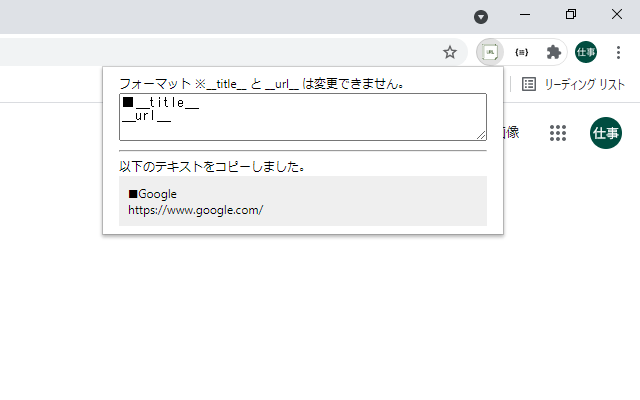 仕事
フォーマット ※__title__ と __url__ は変更できません。
リーディング リスト
■__title__
__url__
像
仕事
以下のテキストをコピーしました。
■Google
https://www.google.com/